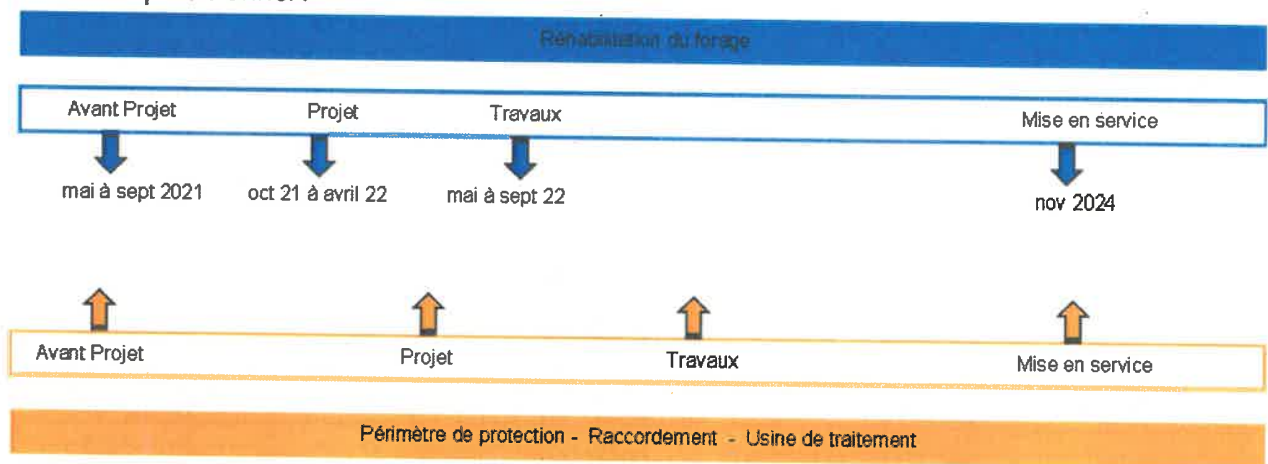 Réhabilitation du forage
Avant Projet Projet Travaux Mise en service
mai à sept 2021 oct 21 à avril 22 mai à sept 22 nov 2024
Avant Projet Projet Travaux Mise en service
Périmètre de protection - Raccordement - Usine de traitement